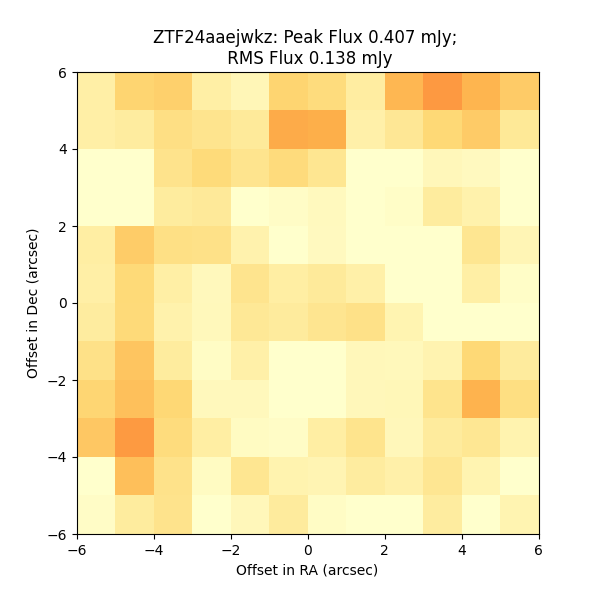 ZTF24aaejwkz: Peak Flux 0.407 mJy;
RMS Flux 0.138 mJy
6
4
2
0
−2
−4
−6
Offset in Dec (arcsec)
−6 −4 −2 0 2 4 6
Offset in RA (arcsec)